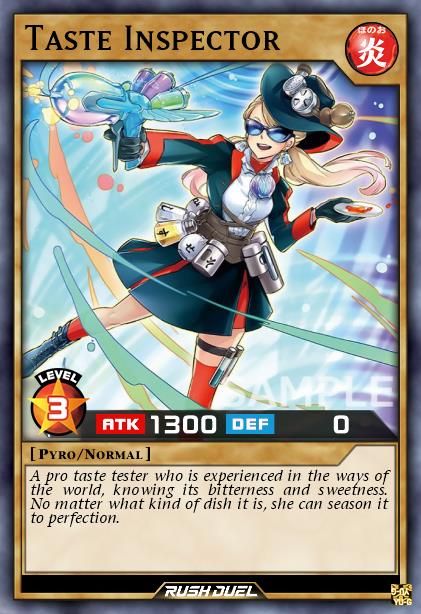 TASTE INSPECTOR
ほのお
炎
SAMPLE
LEVEL
3
ATK 1300 DEF 0
[PYRO/NORMAL]
A pro taste tester who is experienced in the ways of
the world, knowing its bitterness and sweetness.
No matter what kind of dish it is, she can season it
to perfection.
RUSH DUEL